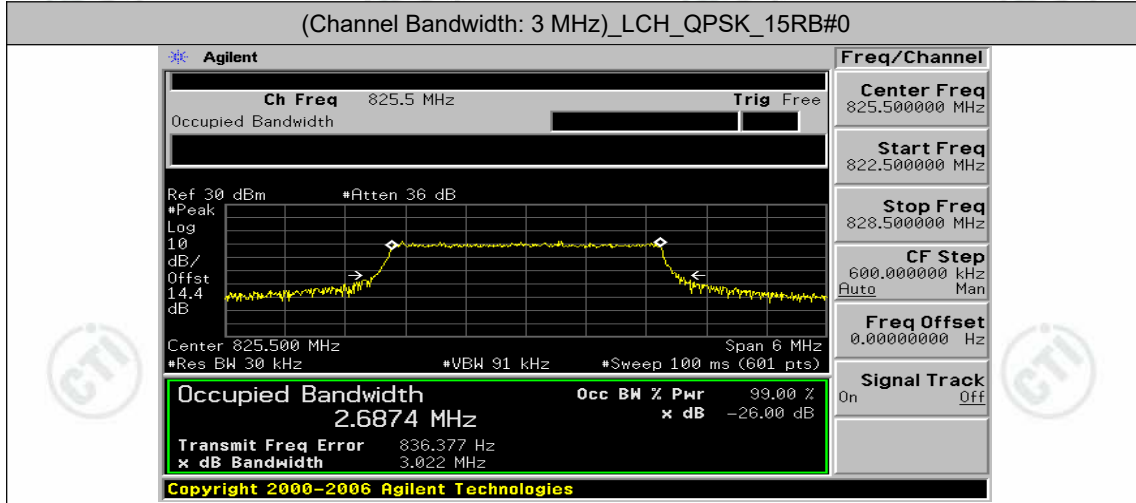 (Channel Bandwidth: 3 MHz)_LCH_QPSK_15RB#0
Agilent
Freq/Channel
Ch Freq 825.5 MHz Trig Free
Occupied Bandwidth
Center Freq
825.500000 MHz
Start Freq
822.500000 MHz
Stop Freq
828.500000 MHz
CF Step
600.000000 kHz
Auto Man
Freq Offset
0.00000000 Hz
Signal Track
On Off
Ref 30 dBm #Atten 36 dB
#Peak
Log
10
dB/
Offst
14.4
dB
Center 825.500 MHz Span 6 MHz
#Res BW 30 kHz #VBW 91 kHz #Sweep 100 ms (601 pts)
Occupied Bandwidth
2.6874 MHz
Occ BW % Pwr 99.00 %
x dB -26.00 dB
Transmit Freq Error 836.377 Hz
x dB Bandwidth 3.022 MHz
Copyright 2000-2006 Agilent Technologies
CTI
CTI